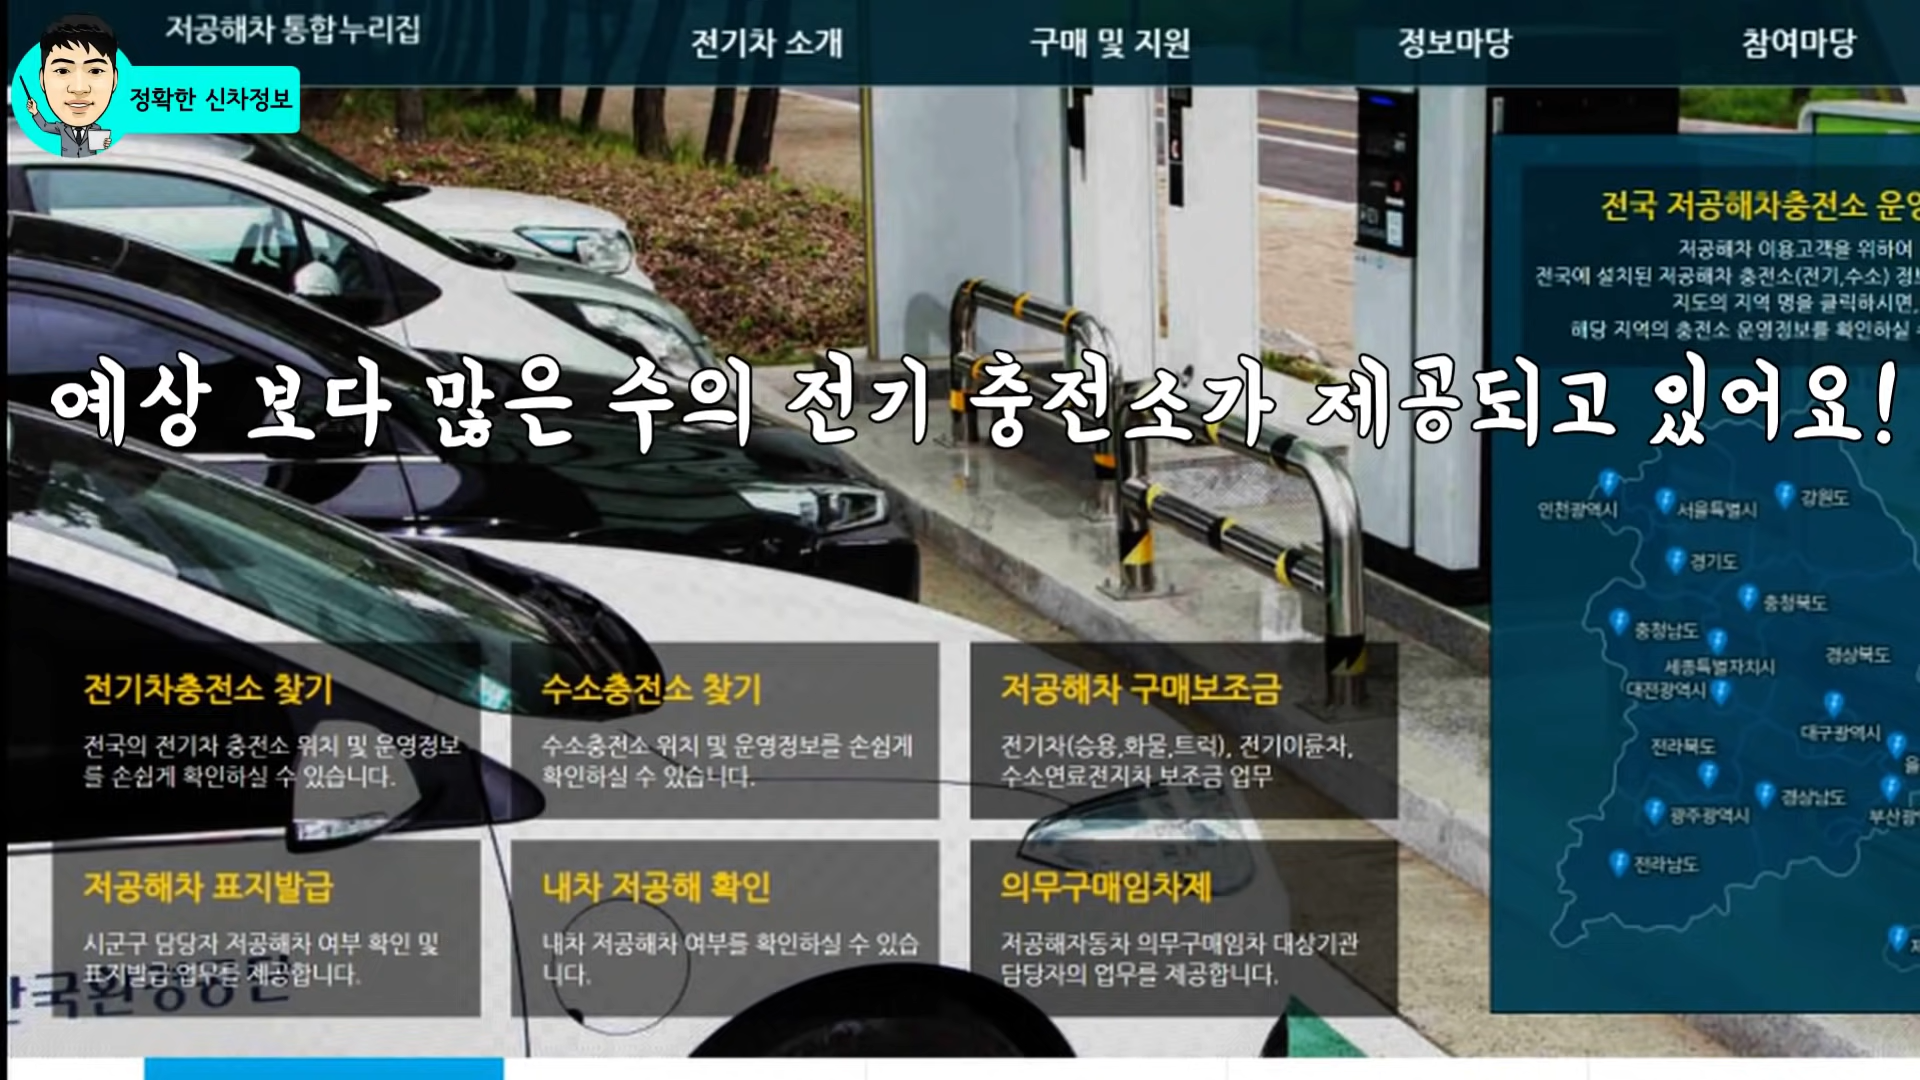 저공해차 통합누리집
전기차 소개
구매 및 지원
정보마당
참여마당
정확한 신차정보
전국 저공해차충전소
저공해차 이용고객을 위하여
전국에 설치된 저공해차 충전소(전기,수소)
지도의 지역 명을 클릭하시면,
해당 지역의 충전소 운영정보를 확인하실
예상 보다 많은 수의 전기 충전소가 제공되고 있어요!
인천광역시
서울특별시
강원도
경기도
충청북도
충청남도
세종특별자치시
경상북도
대전광역시
대구광역시
전라북도
경상남도
광주광역시
전라남도
전기차충전소 찾기
전국의 전기차 충전소 위치 및 운영정보
를 손쉽게 확인하실 수 있습니다.
수소충전소 찾기
수소충전소 위치 및 운영정보를 손쉽게
확인하실 수 있습니다.
저공해차 구매보조금
전기차(승용,화물,트럭), 전기이륜차,
수소연료전지차 보조금 업무
저공해차 표지발급
시군구 담당자 저공해차 여부 확인 및
표지발급 업무를 제공합니다.
내차 저공해 확인
내차 저공해차 여부를 확인하실 수 있습
니다.
의무구매임차제
저공해자동차 의무구매임차 대상기관
담당자의 업무를 제공합니다.